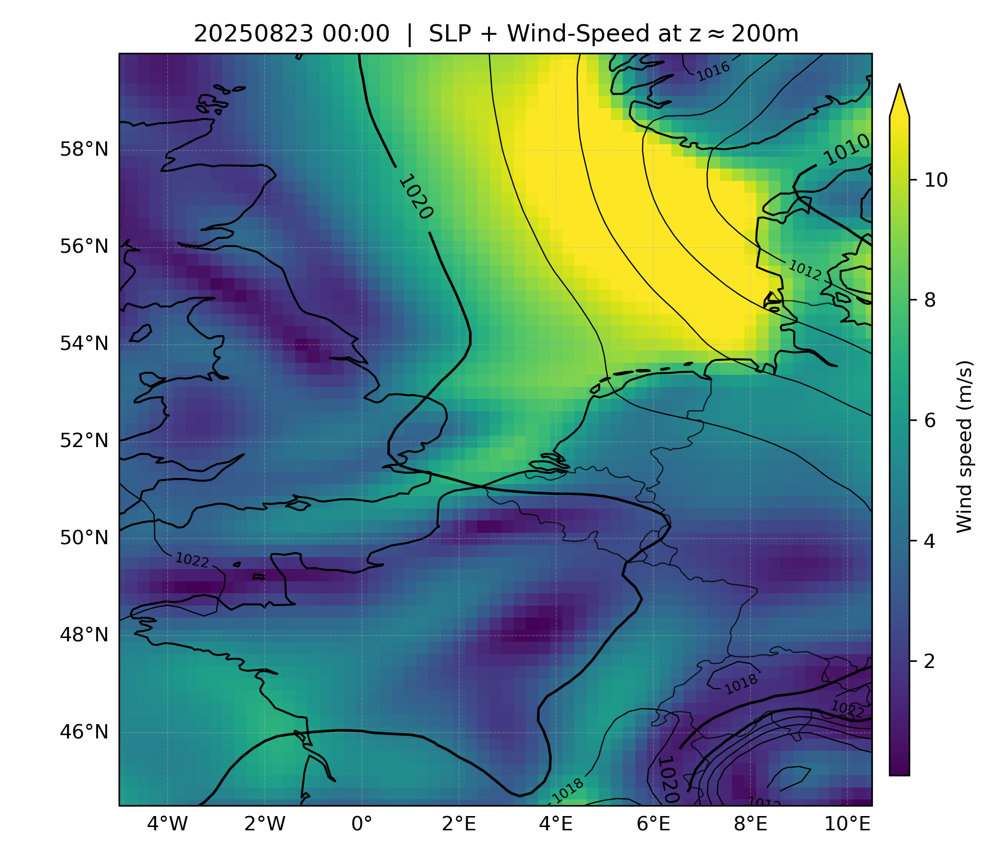 20250823 00:00 | SLP + Wind-Speed at z ≈ 200m
1016
58°N
1010
10
1020
56°N
1012
8
54°N
6
52°N
Wind speed (m/s)
50°N
4
1022
48°N
2
1018
1022
46°N
1020
1018
1012
4°W 2°W 0° 2°E 4°E 6°E 8°E 10°E